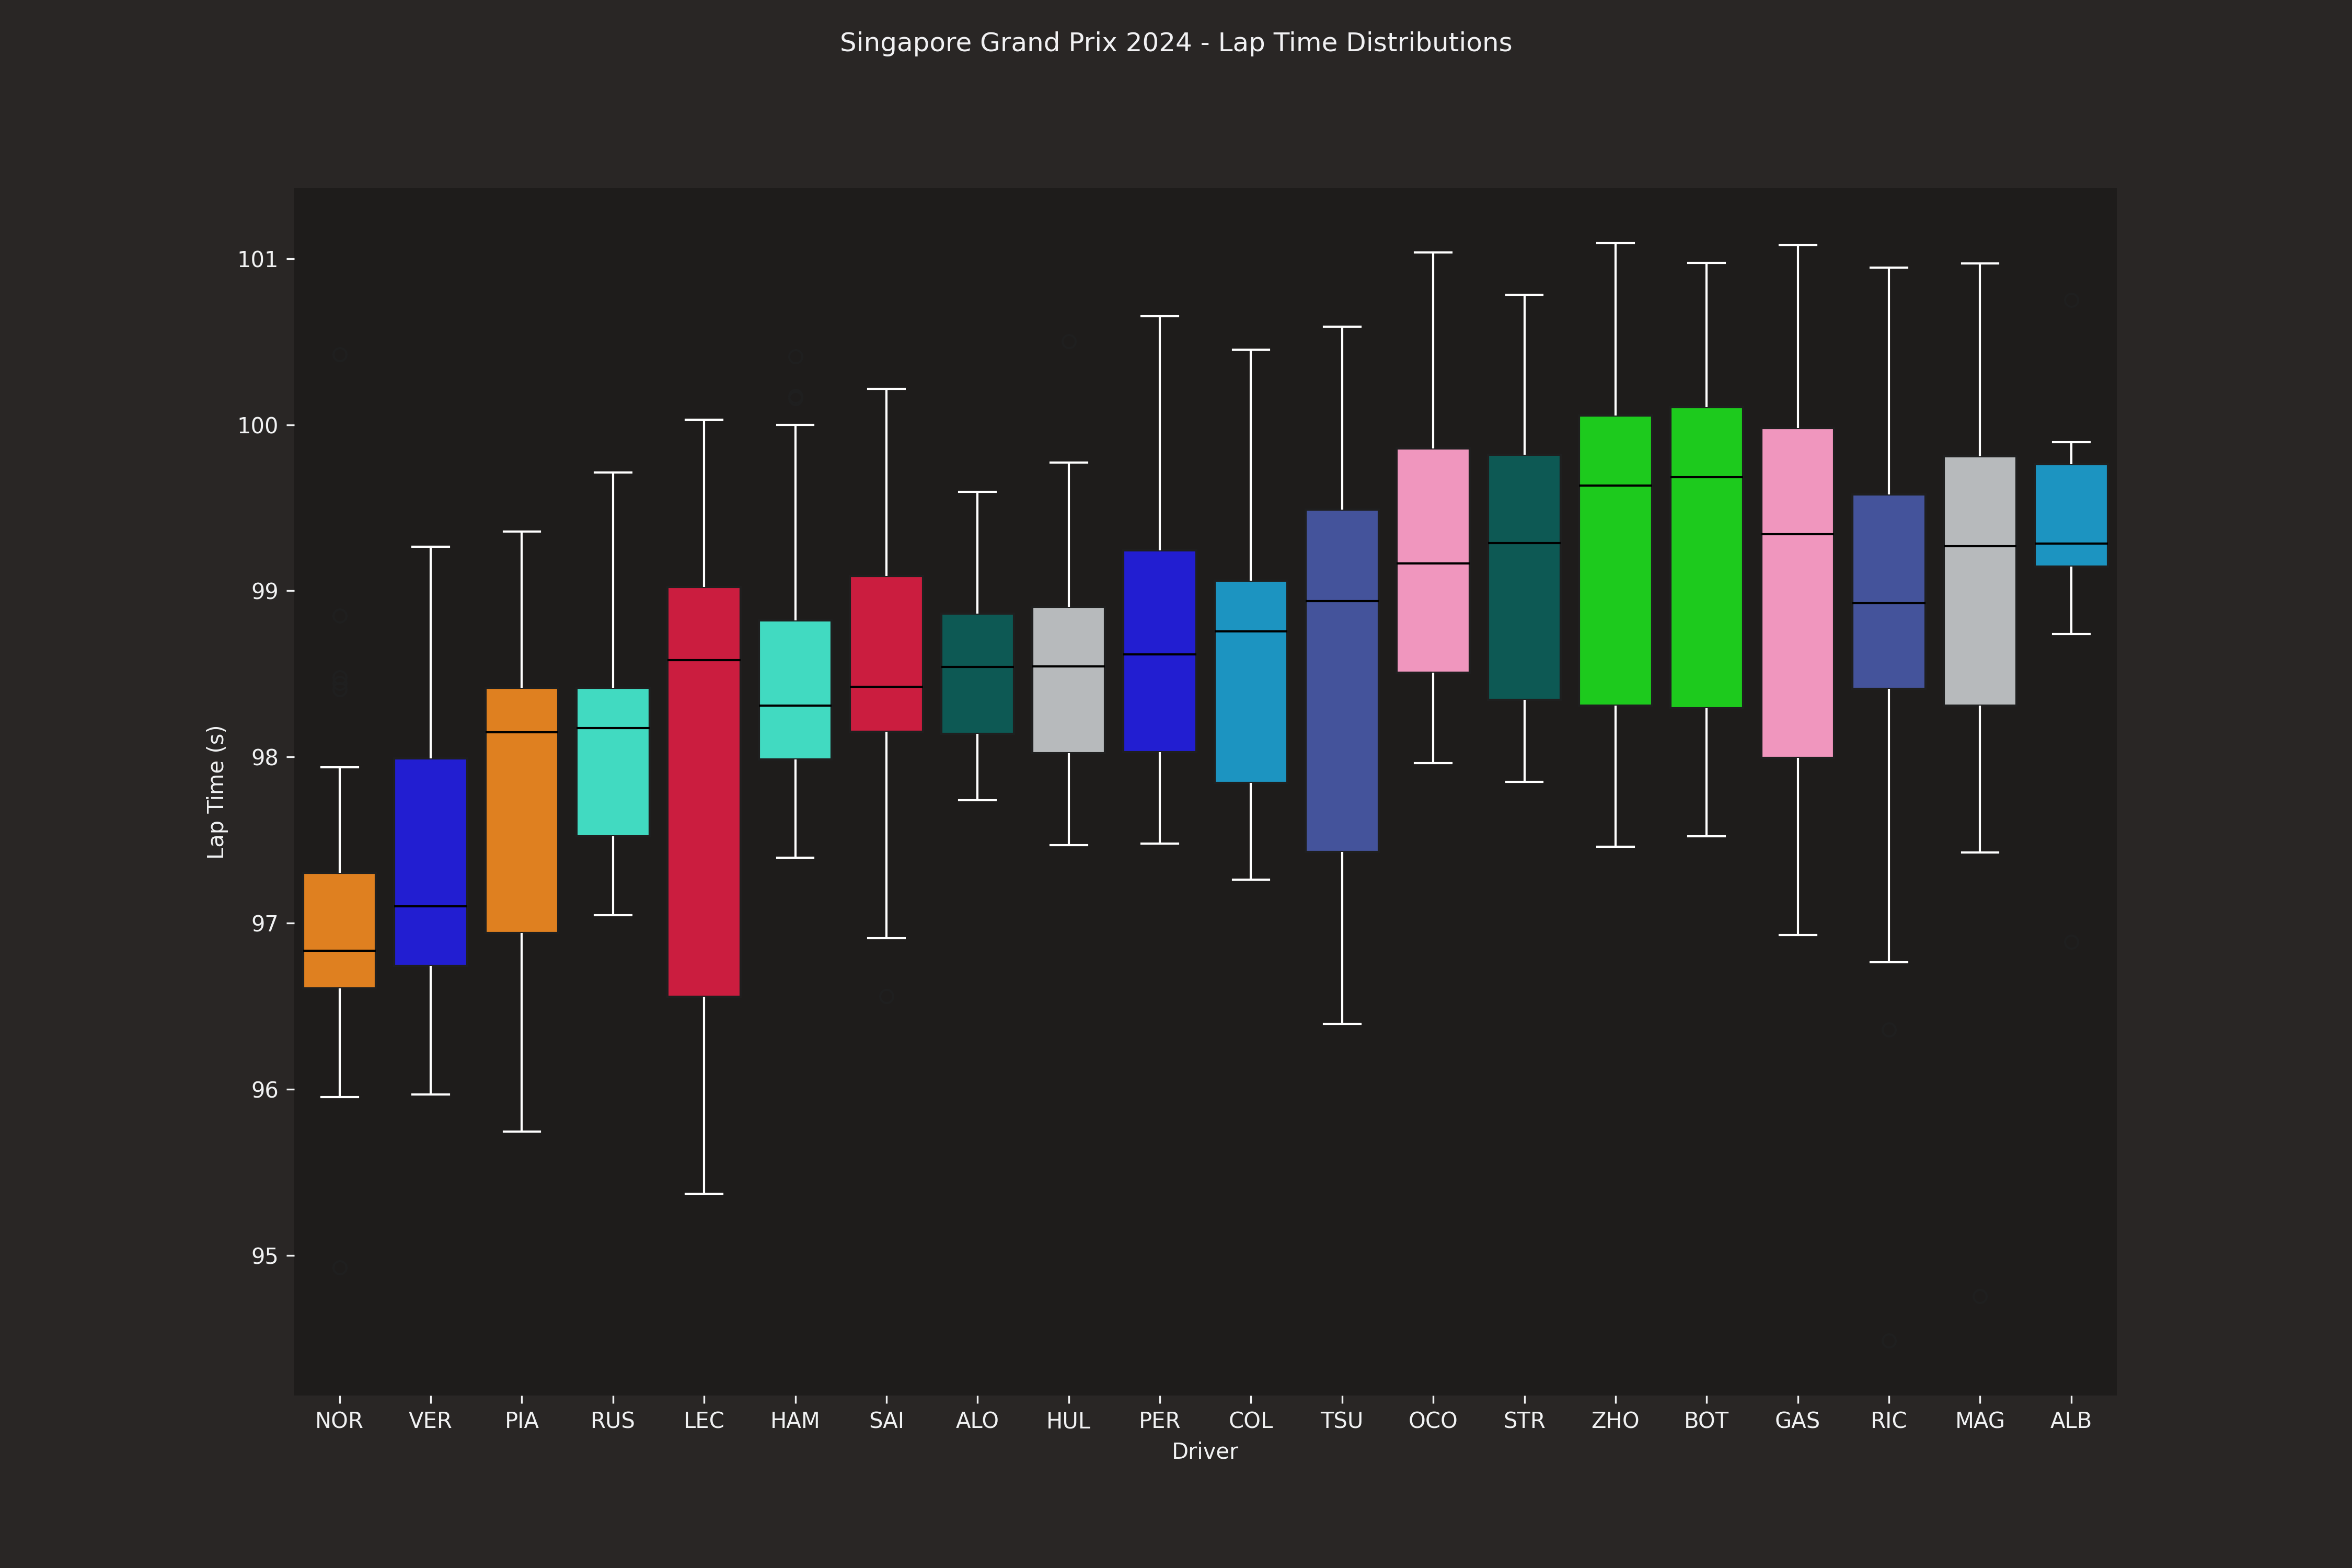 Singapore Grand Prix 2024 - Lap Time Distributions
101
100
99
98
97
96
95
Lap Time (s)
NOR VER PIA RUS LEC HAM SAI ALO HUL PER COL TSU OCO STR ZHO BOT GAS RIC MAG ALB
Driver